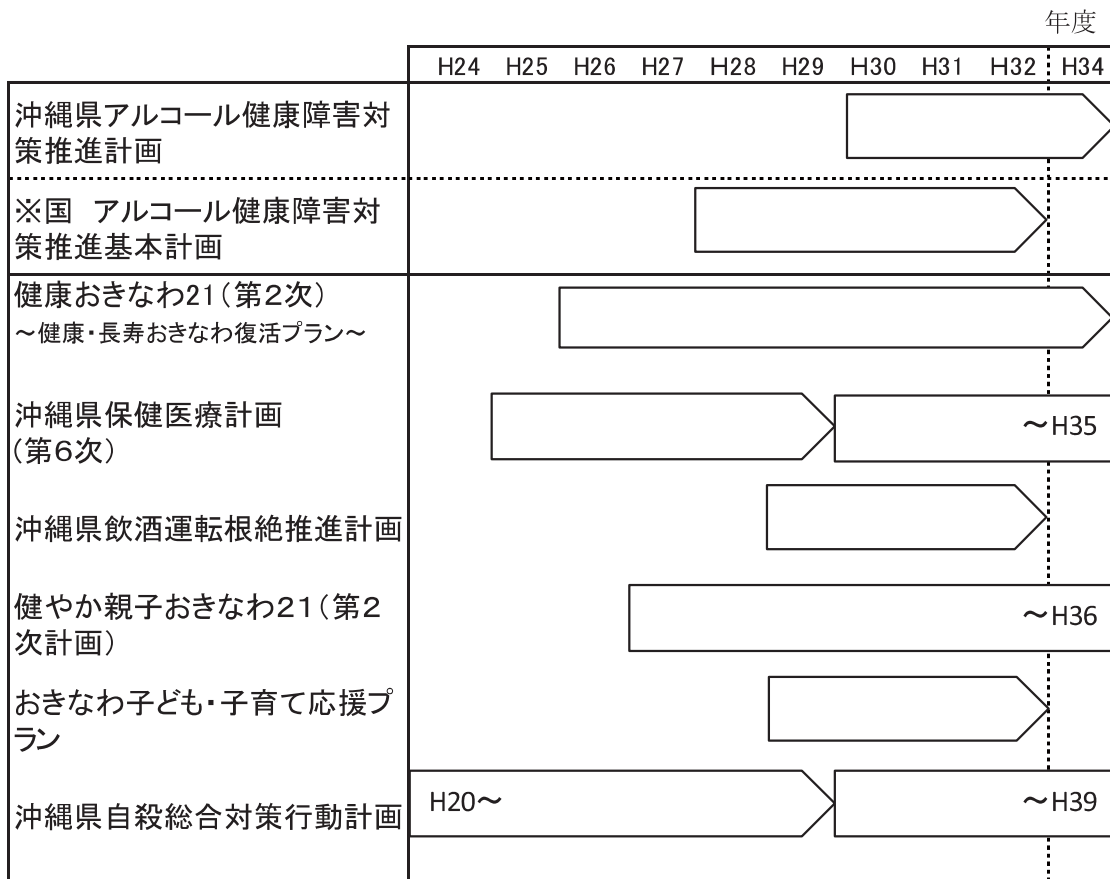 年度
H24 H25 H26 H27 H28 H29 H30 H31 H32 H34
沖縄県アルコール健康障害対
策推進計画
※国　アルコール健康障害対
策推進基本計画
健康おきなわ21(第２次)
～健康・長寿おきなわ復活プラン～
沖縄県保健医療計画
(第６次)
～H35
沖縄県飲酒運転根絶推進計画
健やか親子おきなわ２１(第２
次計画)
～H36
おきなわ子ども・子育て応援プ
ラン
沖縄県自殺総合対策行動計画
H20～
～H39